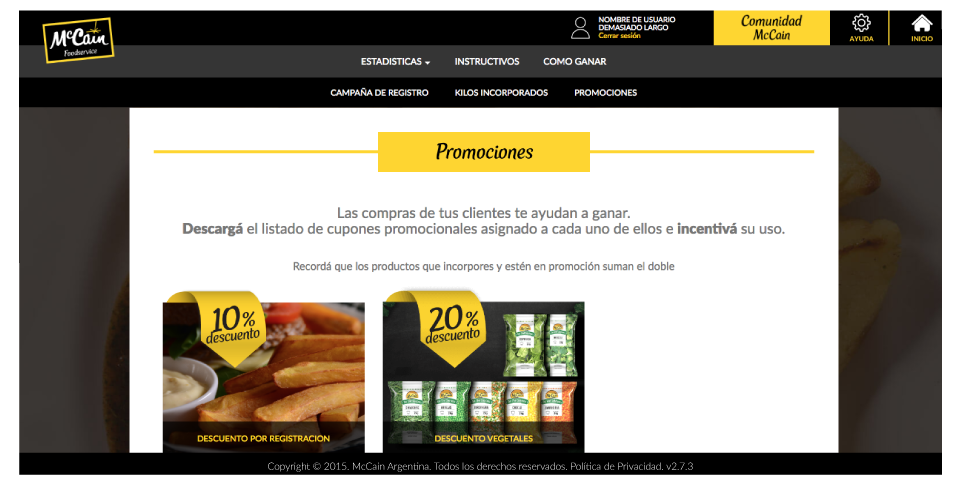 McCain
Foodservice
NOMBRE DE USUARIO
DEMASIADO LARGO
Cerrar sesión
Comunidad
McCain
AYUDA
INICIO
ESTADISTICAS
INSTRUCTIVOS
COMO GANAR
CAMPAÑA DE REGISTRO
KILOS INCORPORADOS
PROMOCIONES
Promociones
Las compras de tus clientes te ayudan a ganar.
Descargá el listado de cupones promocionales asignado a cada uno de ellos e incentivá su uso.
Recordá que los productos que incorpores y estén en promoción suman el doble
10%
descuento
20%
descuento
DESCUENTO POR REGISTRACION
DESCUENTO VEGETALES
Copyright © 2015. McCain Argentina. Todos los derechos reservados. Política de Privacidad. v2.7.3